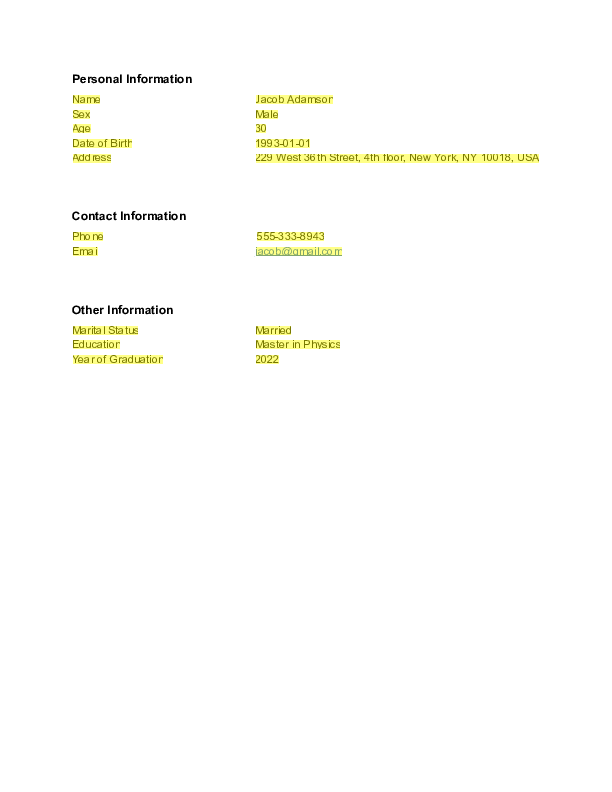 Personal Information
Name Jacob Adamson
Sex Male
Age 30
Date of Birth 1993-01-01
Address 229 West 36th Street, 4th floor, New York, NY 10018, USA
Contact Information
Phone 555-333-8943
Email jacob@gmail.com
Other Information
Marital Status Married
Education Master in Physics
Year of Graduation 2022